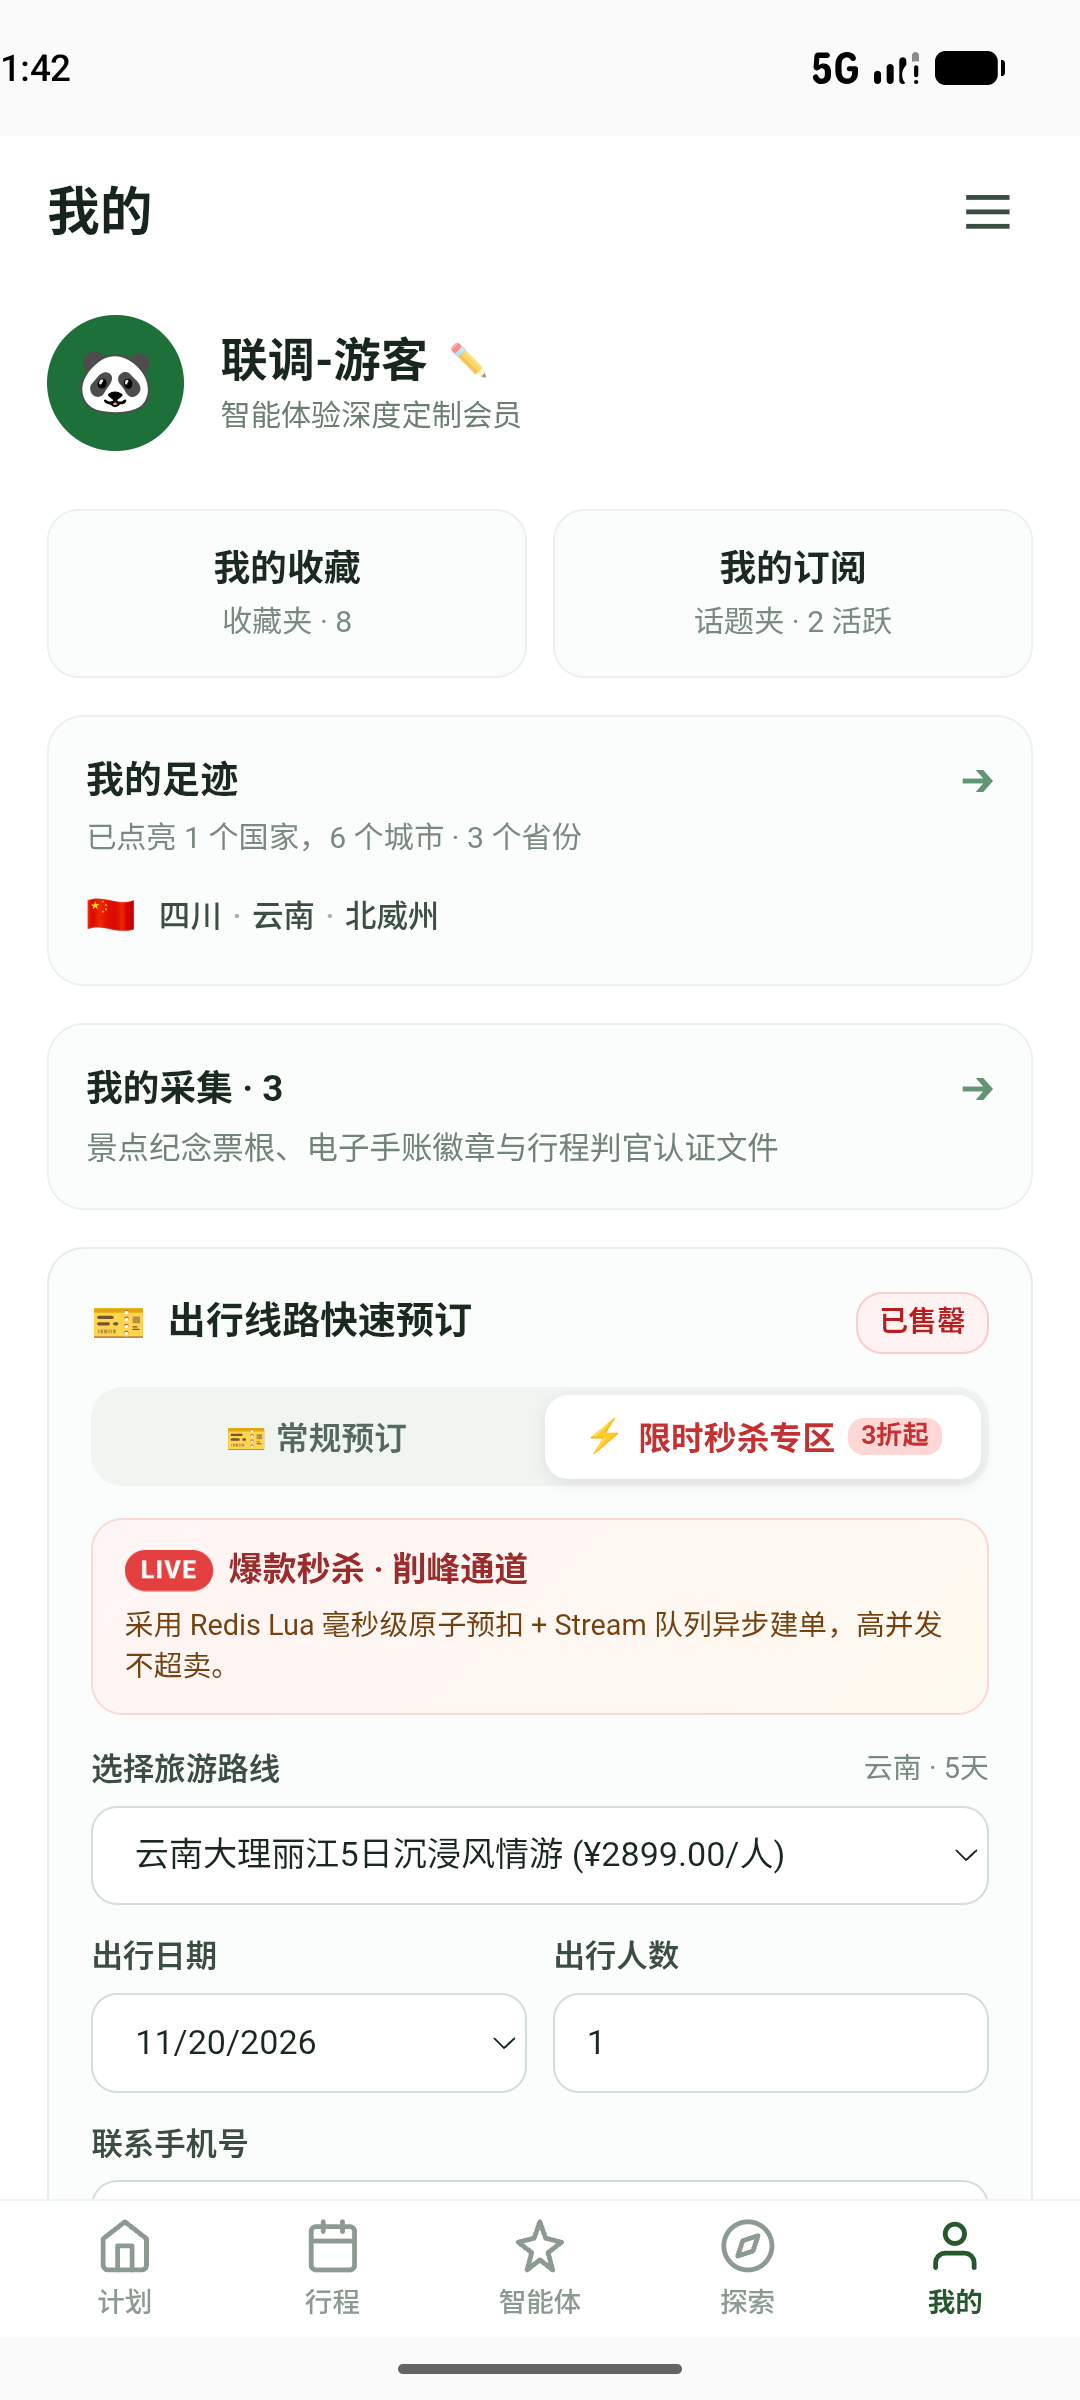 1:42
5G
我的
联调-游客
智能体验深度定制会员
我的收藏
收藏夹 · 8
我的订阅
话题夹 · 2 活跃
我的足迹
已点亮 1 个国家，6 个城市 · 3 个省份
四川 · 云南 · 北威州
我的采集 · 3
景点纪念票根、电子手账徽章与行程判官认证文件
出行线路快速预订
已售罄
常规预订
限时秒杀专区 3折起
LIVE 爆款秒杀 · 削峰通道
采用 Redis Lua 毫秒级原子预扣 + Stream 队列异步建单，高并发
不超卖。
选择旅游路线
云南 · 5天
云南大理丽江5日沉浸风情游 (¥2899.00/人)
出行日期
出行人数
11/20/2026
1
联系手机号
计划
行程
智能体
探索
我的